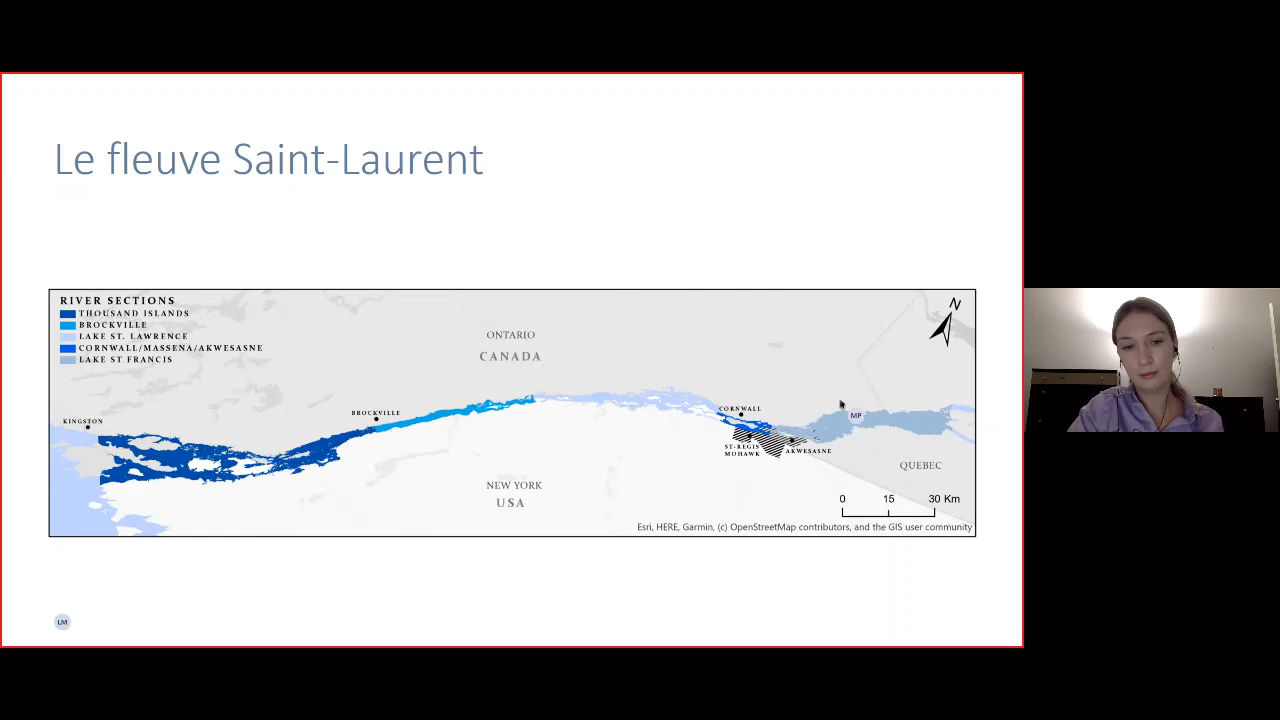 Le fleuve Saint-Laurent
RIVER SECTIONS
THOUSAND ISLANDS
BROCKVILLE
LAKE ST. LAWRENCE
CORNWALL/MASSENA/AKWESASNE
LAKE ST FRANCIS
N
ONTARIO
CANADA
KINGSTON
BROCKVILLE
CORNWALL
MP
ST-REGIS
MOHAWK
AKWESASNE
QUEBEC
NEW YORK
USA
0 15 30 Km
Esri, HERE, Garmin, (c) OpenStreetMap contributors, and the GIS user community
LM